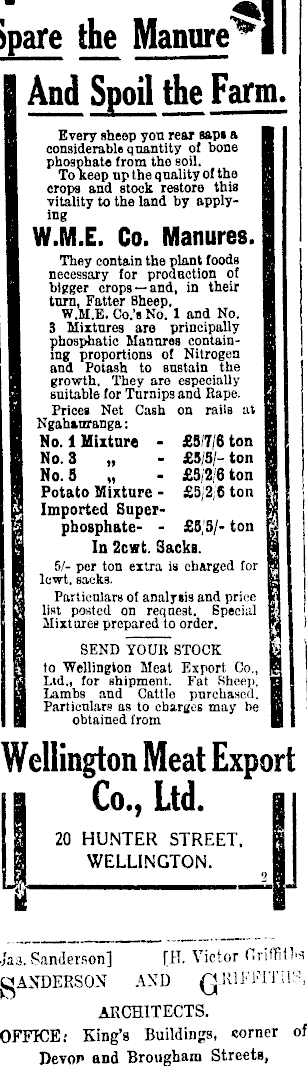 Spare the Manure
And Spoil the Farm.
Every sheep you rear saps a
considerable quantity of bone
phosphate from the soil.
To keep up the quality of the
crops and stock restore this
vitality to the land by apply-
ing
W.M.E. Co. Manures.
They contain the plant foods
necessary for production of
bigger crops—and, in their
turn, Fatter Sheep.
W.M.E. Co.'s No. 1 and No.
3 Mixtures are principally
phosphatic Manures contain-
ing proportions of Nitrogen
and Potash to sustain the
growth. They are especially
suitable for Turnips and Rape.
Prices Net Cash on rails at
Ngahauranga:
No. 1 Mixture - £5/7/6 ton
No. 3 „ - £5/5/- ton
No. 5 „ - £5/2/6 ton
Potato Mixture - £5/2/6 ton
Imported Super-
phosphate- - £5/5/- ton
In 2cwt. Sacks.
5/- per ton extra is charged for
1cwt. sacks.
Particulars of analysis and price
list posted on request. Special
Mixtures prepared to order.
SEND YOUR STOCK
to Wellington Meat Export Co.,
Ltd., for shipment. Fat Sheep,
Lambs and Cattle purchased.
Particulars as to charges may be
obtained from
Wellington Meat Export
Co., Ltd.
20 HUNTER STREET,
WELLINGTON.
2
Jas. Sanderson] [H. Victor Griffiths
SANDERSON AND GRIFFITHS,
ARCHITECTS.
OFFICE: King's Buildings, corner of
Devon and Brougham Streets,